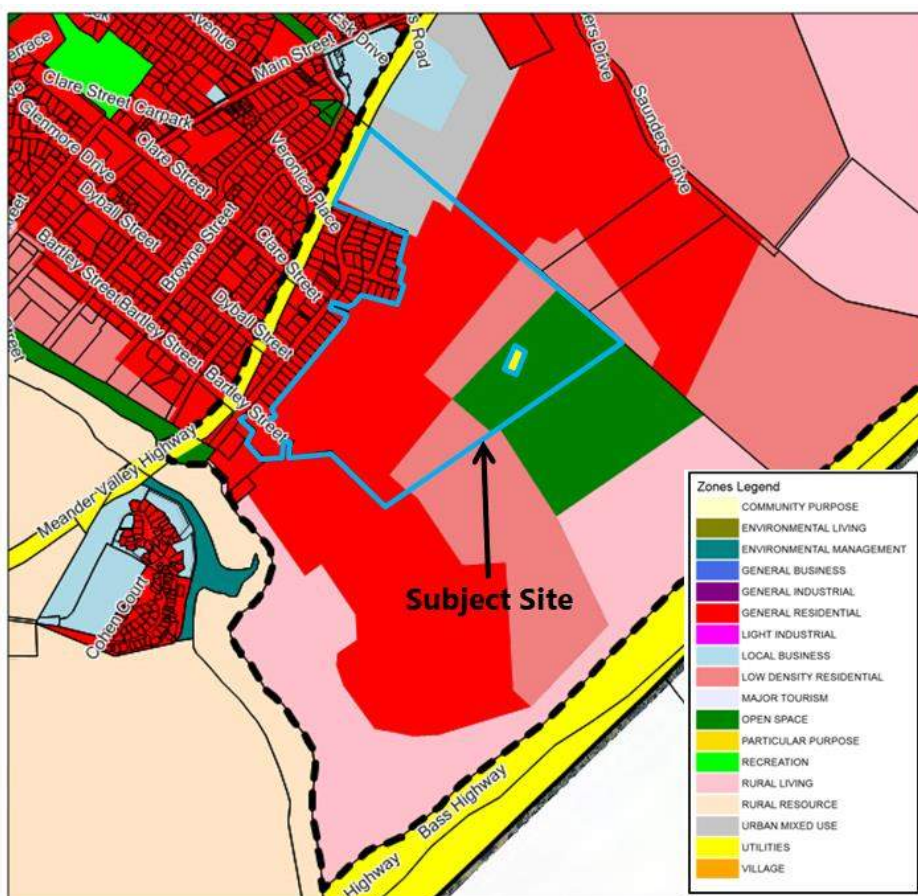 Avenue
Esk Drive
s Road
Main Street
errace
Clare Street Carpark
ers Drive
Saunders Drive
Glenmore Drive
Clare Street
Veronica Place
Dyball Street
Browne Street
Clare Street
Bartley Street
Bartley Street
Dyball Street
Bartley Street
Street
Meander Valley Highway
Cohen Court
Subject Site
Bass Highway
Highway
Zones Legend
COMMUNITY PURPOSE
ENVIRONMENTAL LIVING
ENVIRONMENTAL MANAGEMENT
GENERAL BUSINESS
GENERAL INDUSTRIAL
GENERAL RESIDENTIAL
LIGHT INDUSTRIAL
LOCAL BUSINESS
LOW DENSITY RESIDENTIAL
MAJOR TOURISM
OPEN SPACE
PARTICULAR PURPOSE
RECREATION
RURAL LIVING
RURAL RESOURCE
URBAN MIXED USE
UTILITIES
VILLAGE